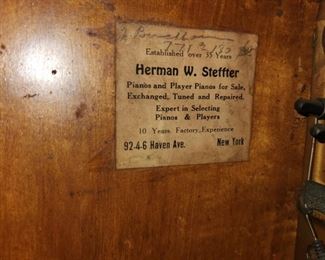 Established over 35 Years
Herman W. Steffter
Pianos and Player Pianos for Sale,
Exchanged, Tuned and Repaired.
Expert in Selecting
Pianos & Players
10 Years Factory Experience
92-4-6 Haven Ave. New York